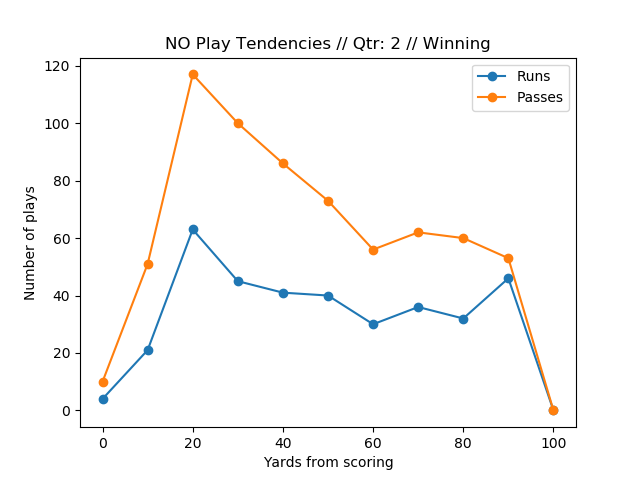 NO Play Tendencies // Qtr: 2 // Winning
Runs
Passes
120
100
80
60
40
20
0
Number of plays
0 20 40 60 80 100
Yards from scoring